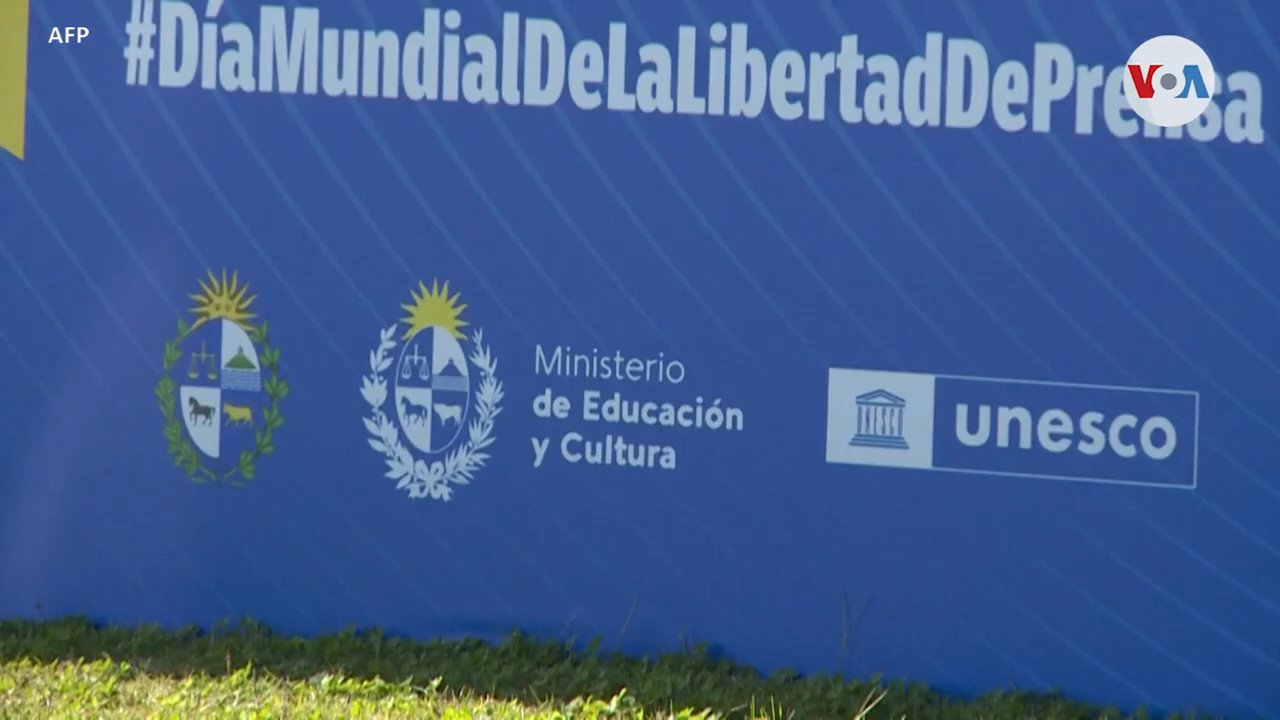 AFP
#DíaMundialDeLaLibertadDePrensa
VOA
Ministerio
de Educación
y Cultura
unesco